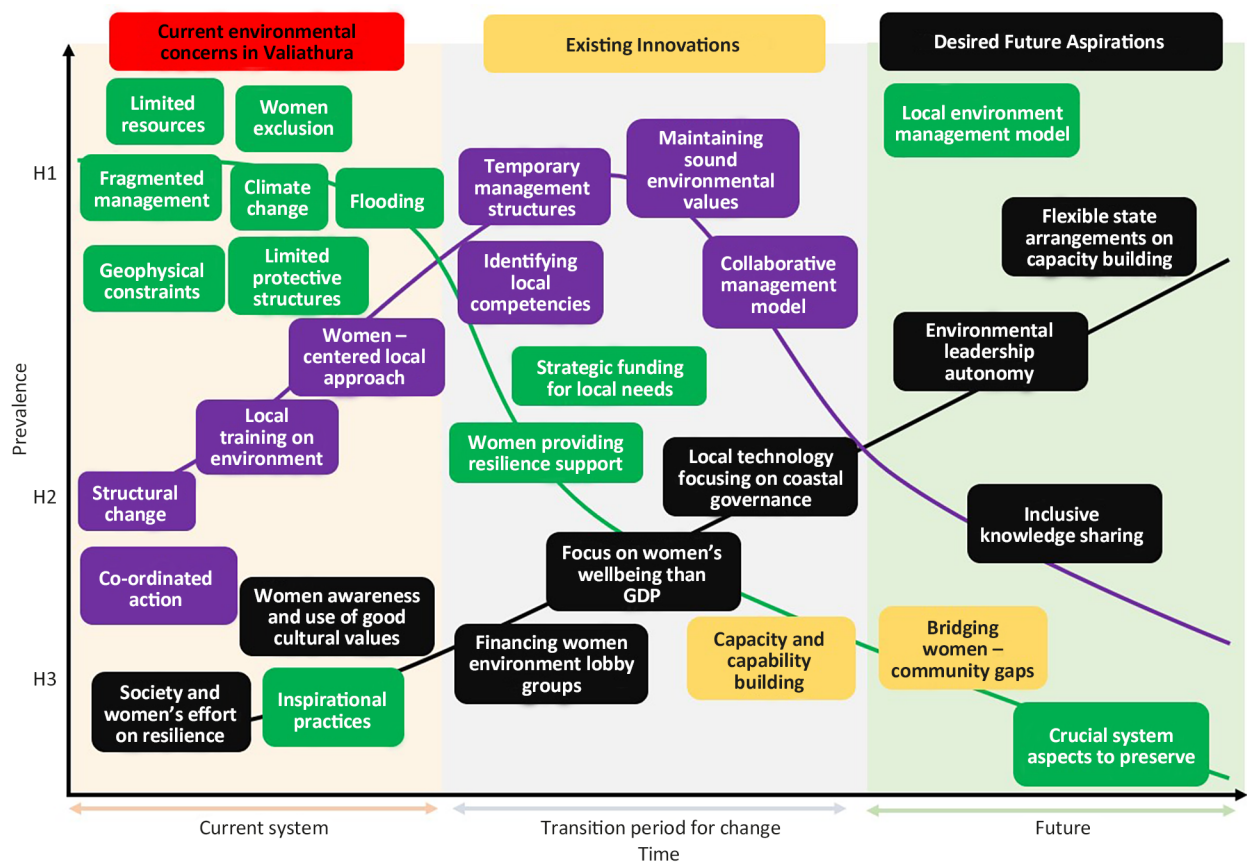 Current environmental
concerns in Valiathura
Existing Innovations
Desired Future Aspirations
Limited
resources
Women
exclusion
Fragmented
management
Climate
change
Flooding
Geophysical
constraints
Limited
protective
structures
Women –
centered local
approach
Local
training on
environment
Structural
change
Co-ordinated
action
Women awareness
and use of good
cultural values
Society and
women’s effort
on resilience
Inspirational
practices
Temporary
management
structures
Maintaining
sound
environmental
values
Identifying
local
competencies
Collaborative
management
model
Strategic funding
for local needs
Women providing
resilience support
Local technology
focusing on coastal
governance
Focus on women’s
wellbeing than
GDP
Financing women
environment lobby
groups
Capacity and
capability
building
Local environment
management model
Flexible state
arrangements on
capacity building
Environmental
leadership
autonomy
Inclusive
knowledge sharing
Bridging
women –
community gaps
Crucial system
aspects to preserve
H1
H2
H3
Prevalence
Current system
Transition period for change
Future
Time